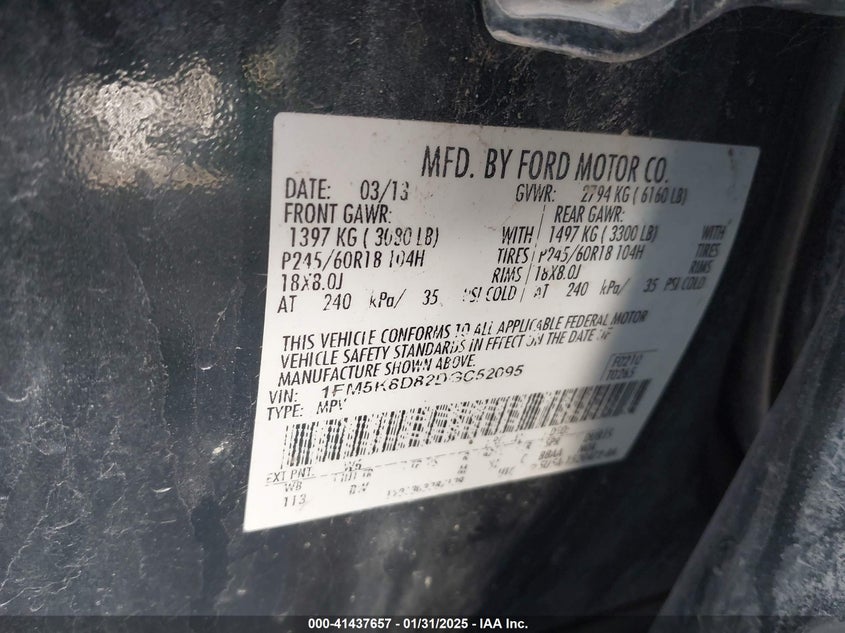 MFD. BY FORD MOTOR CO.
DATE: 03/13 GVWR: 2794 KG ( 6160 LB)
FRONT GAWR: REAR GAWR:
1397 KG ( 3080 LB) WITH 1497 KG ( 3300 LB) WITH
P245/60R18 104H TIRES P245/60R18 104H TIRES
18X8.0J RIMS 18X8.0J RIMS
AT 240 kPa/ 35 PSI COLD AT 240 kPa/ 35 PSI COLD
THIS VEHICLE CONFORMS TO ALL APPLICABLE FEDERAL MOTOR
VEHICLE SAFETY STANDARDS IN EFFECT ON THE DATE OF
MANUFACTURE SHOWN ABOVE.
VIN: 1FM5K8D82DGC52095
TYPE: MPV
F0210
T0265
EXT PNT
WB
113
000-41437657 - 01/31/2025 - IAA Inc.